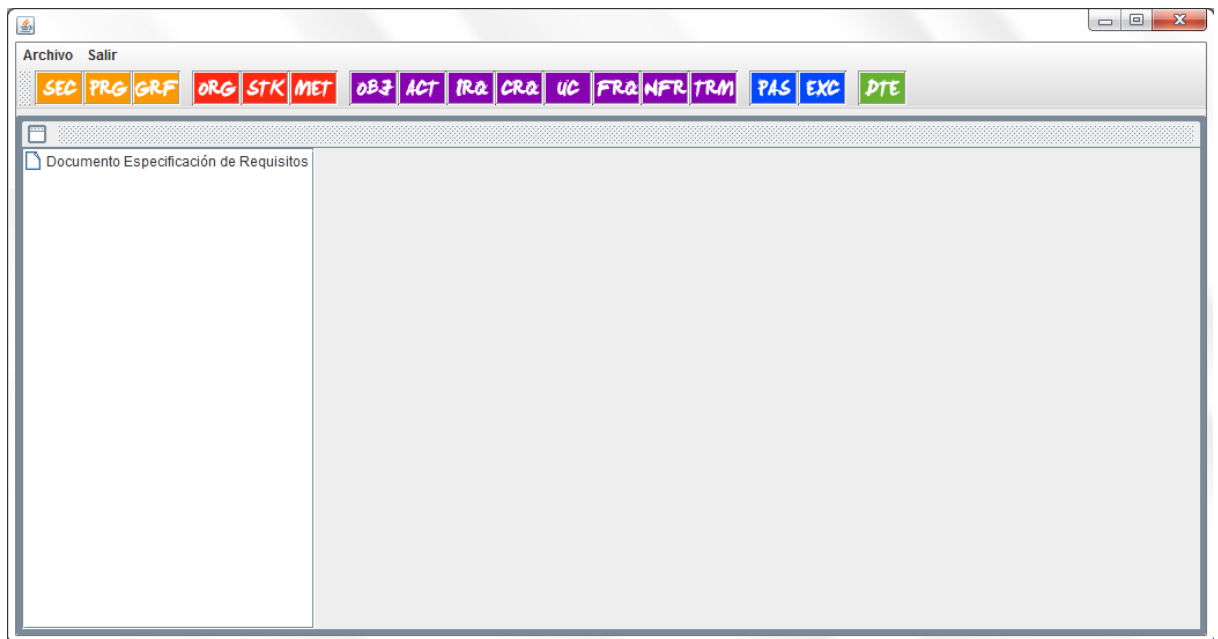 Archivo Salir
SEC PRG GRF ORG STK MET OBJ ACT IRQ CRQ UC FRQ NFR TRM PAS EXC DTE
Documento Especificación de Requisitos